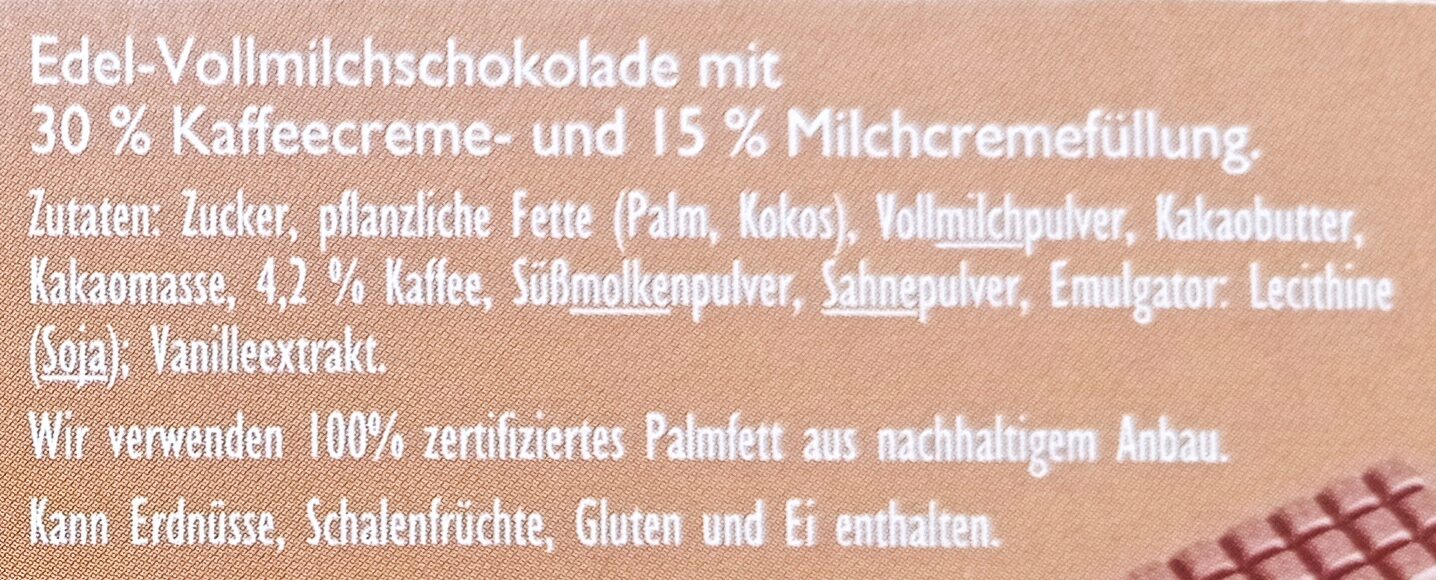 Edel-Vollmilchschokolade mit
30 % Kaffeecreme- und 15 % Milchcremefüllung.
Zutaten: Zucker, pflanzliche Fette (Palm, Kokos), Vollmilchpulver, Kakaobutter,
Kakaomasse, 4,2 % Kaffee, Süßmolkenpulver, Sahnepulver, Emulgator: Lecithine
(Soja); Vanilleextrakt.
Wir verwenden 100% zertifiziertes Palmfett aus nachhaltigem Anbau.
Kann Erdnüsse, Schalenfrüchte, Gluten und Ei enthalten.